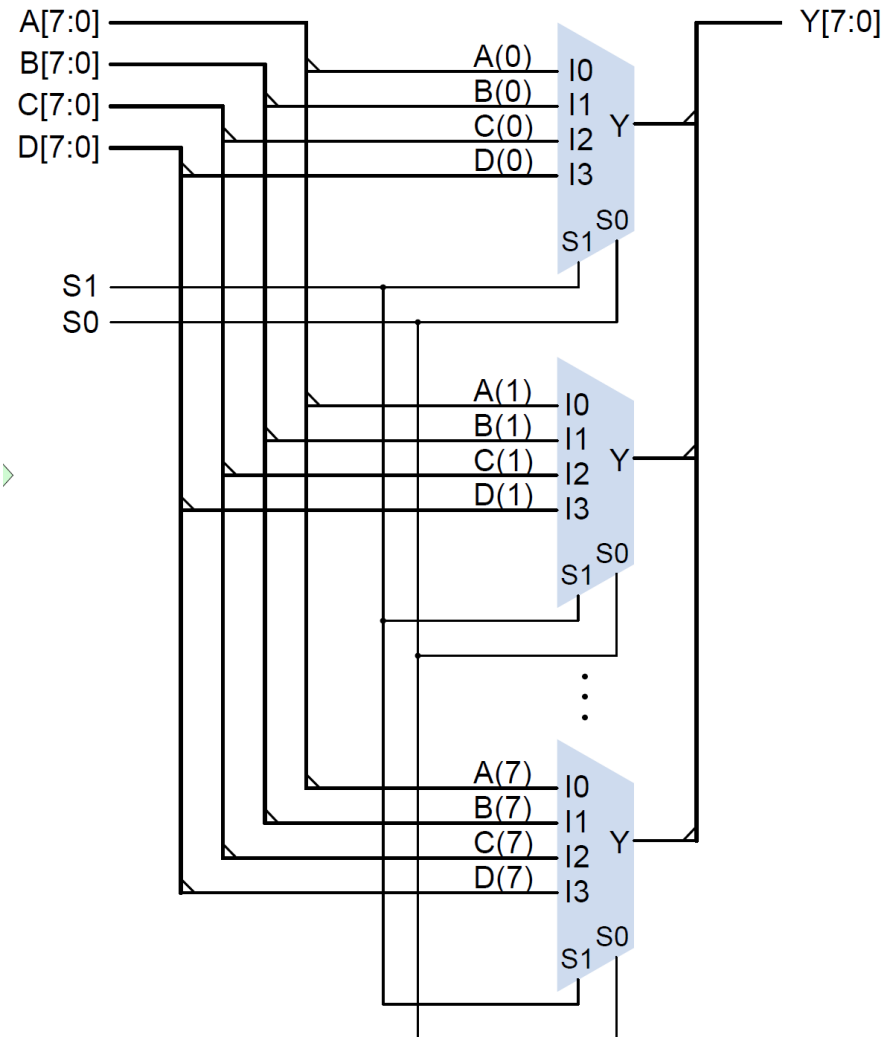 A[7:0]
Y[7:0]
B[7:0]
C[7:0]
D[7:0]
A(0)
I0
B(0)
I1
C(0)
I2
Y
D(0)
I3
S0
S1
S1
S0
A(1)
I0
B(1)
I1
C(1)
I2
Y
D(1)
I3
S0
S1
A(7)
I0
B(7)
I1
C(7)
I2
Y
D(7)
I3
S0
S1